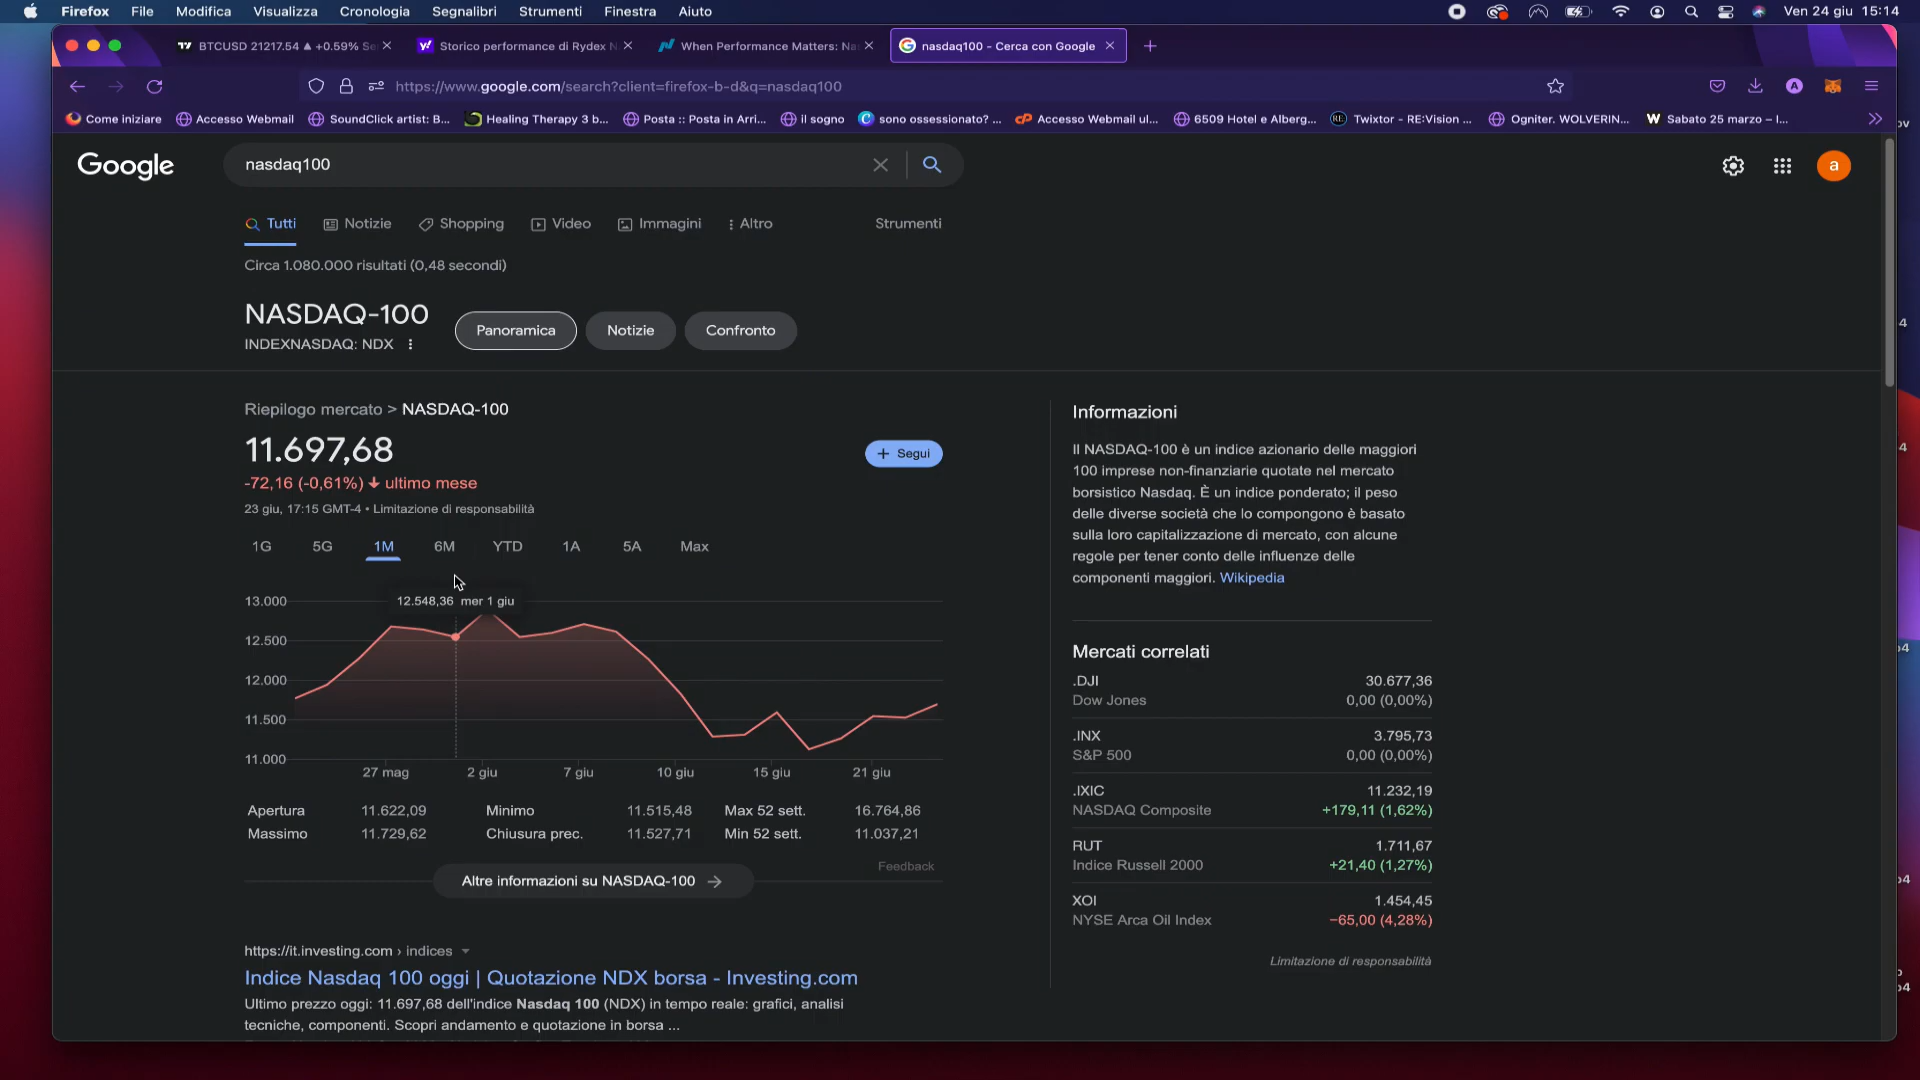 Firefox File Modifica Visualizza Cronologia Segnalibri Strumenti Finestra Aiuto Ven 24 giu 15:14
BTCUSD 21217.54 ▲ +0.59% Se Storico performance di Rydex N When Performance Matters: Na nasdaq100 - Cerca con Google
https://www.google.com/search?client=firefox-b-d&q=nasdaq100
Come iniziare Accesso Webmail SoundClick artist: B... Healing Therapy 3 b... Posta :: Posta in Arri... il sogno sono ossessionato? ... Accesso Webmail ul... 6509 Hotel e Alberg... Twixtor - RE:Vision ... Ogniter. WOLVERIN... Sabato 25 marzo – I...
Google nasdaq100 a
Tutti Notizie Shopping Video Immagini Altro Strumenti
Circa 1.080.000 risultati (0,48 secondi)
NASDAQ-100
INDEXNASDAQ: NDX
Panoramica Notizie Confronto
Riepilogo mercato > NASDAQ-100
11.697,68
+ Segui
-72,16 (-0,61%) ↓ ultimo mese
23 giu, 17:15 GMT-4 • Limitazione di responsabilità
1G 5G 1M 6M YTD 1A 5A Max
12.548,36 mer 1 giu
13.000
12.500
12.000
11.500
11.000
27 mag 2 giu 7 giu 10 giu 15 giu 21 giu
Apertura 11.622,09 Minimo 11.515,48 Max 52 sett. 16.764,86
Massimo 11.729,62 Chiusura prec. 11.527,71 Min 52 sett. 11.037,21
Feedback
Altre informazioni su NASDAQ-100 →
https://it.investing.com › indices
Indice Nasdaq 100 oggi | Quotazione NDX borsa - Investing.com
Ultimo prezzo oggi: 11.697,68 dell'indice Nasdaq 100 (NDX) in tempo reale: grafici, analisi
tecniche, componenti. Scopri andamento e quotazione in borsa ...
Informazioni
Il NASDAQ-100 è un indice azionario delle maggiori
100 imprese non-finanziarie quotate nel mercato
borsistico Nasdaq. È un indice ponderato; il peso
delle diverse società che lo compongono è basato
sulla loro capitalizzazione di mercato, con alcune
regole per tener conto delle influenze delle
componenti maggiori. Wikipedia
Mercati correlati
.DJI 30.677,36
Dow Jones 0,00 (0,00%)
.INX 3.795,73
S&P 500 0,00 (0,00%)
.IXIC 11.232,19
NASDAQ Composite +179,11 (1,62%)
RUT 1.711,67
Indice Russell 2000 +21,40 (1,27%)
XOI 1.454,45
NYSE Arca Oil Index −65,00 (4,28%)
Limitazione di responsabilità